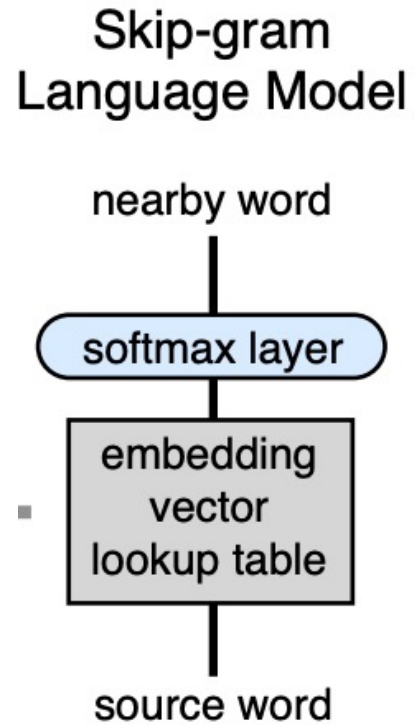 Skip-gram
Language Model
nearby word
softmax layer
embedding
vector
lookup table
source word